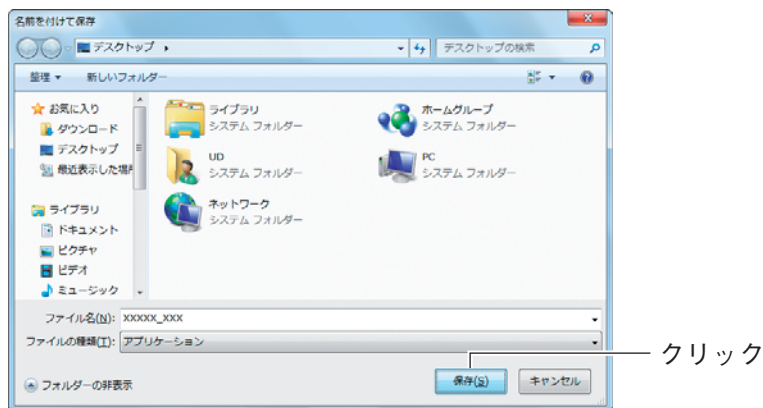 名前を付けて保存
デスクトップ
デスクトップの検索
整理 新しいフォルダー
お気に入り
ダウンロード
デスクトップ
最近表示した場所
ライブラリ
ドキュメント
ピクチャ
ビデオ
ミュージック
ライブラリ
システム フォルダー
ホームグループ
システム フォルダー
UD
システム フォルダー
PC
システム フォルダー
ネットワーク
システム フォルダー
ファイル名(N): XXXXX_XXX
ファイルの種類(T): アプリケーション
フォルダーの非表示
保存(S)
キャンセル
クリック